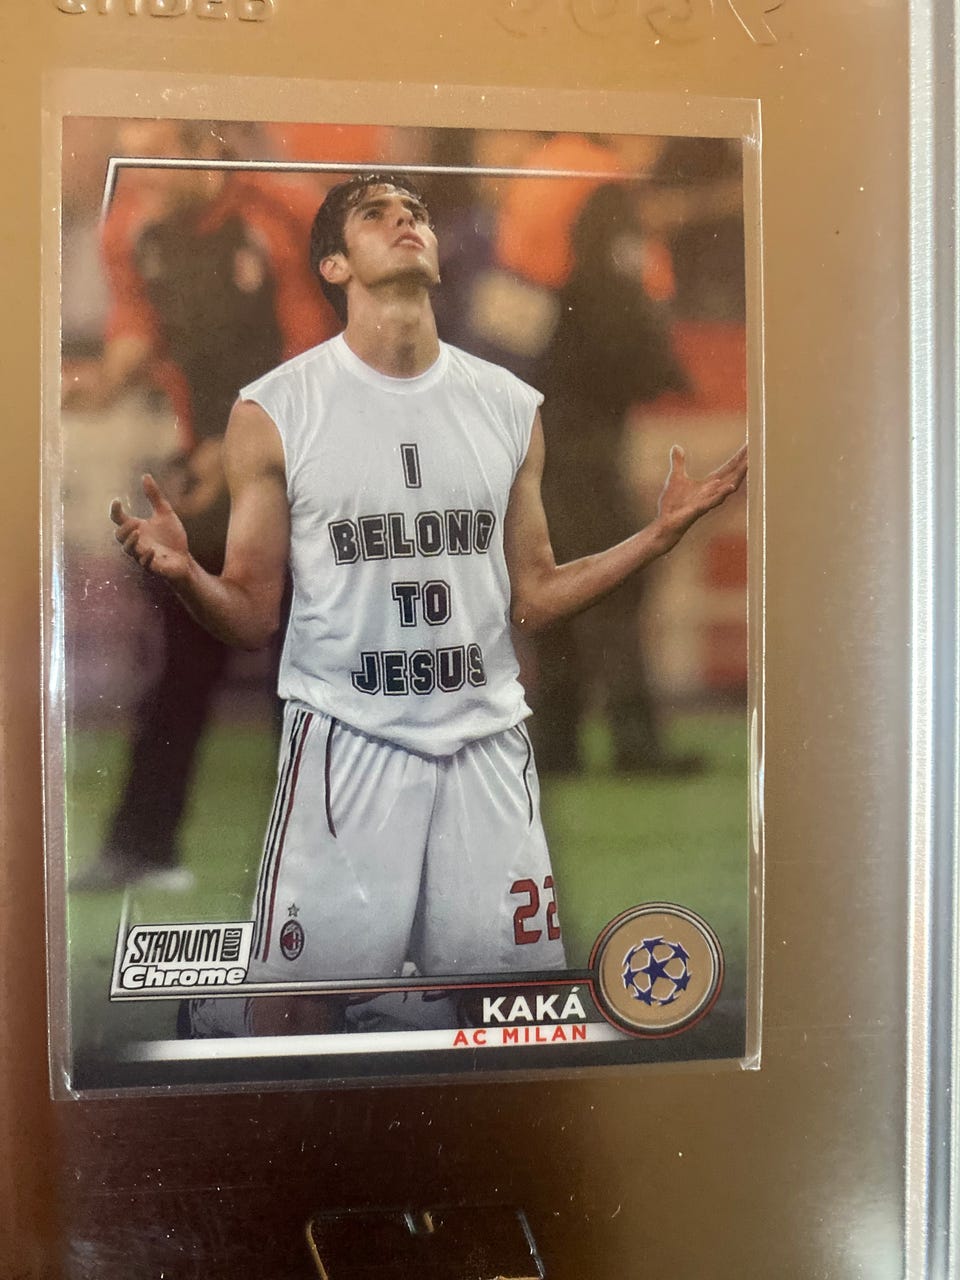 I
BELONG
TO
JESUS
22
STADIUM CLUB
Chrome
KAKÁ
AC MILAN